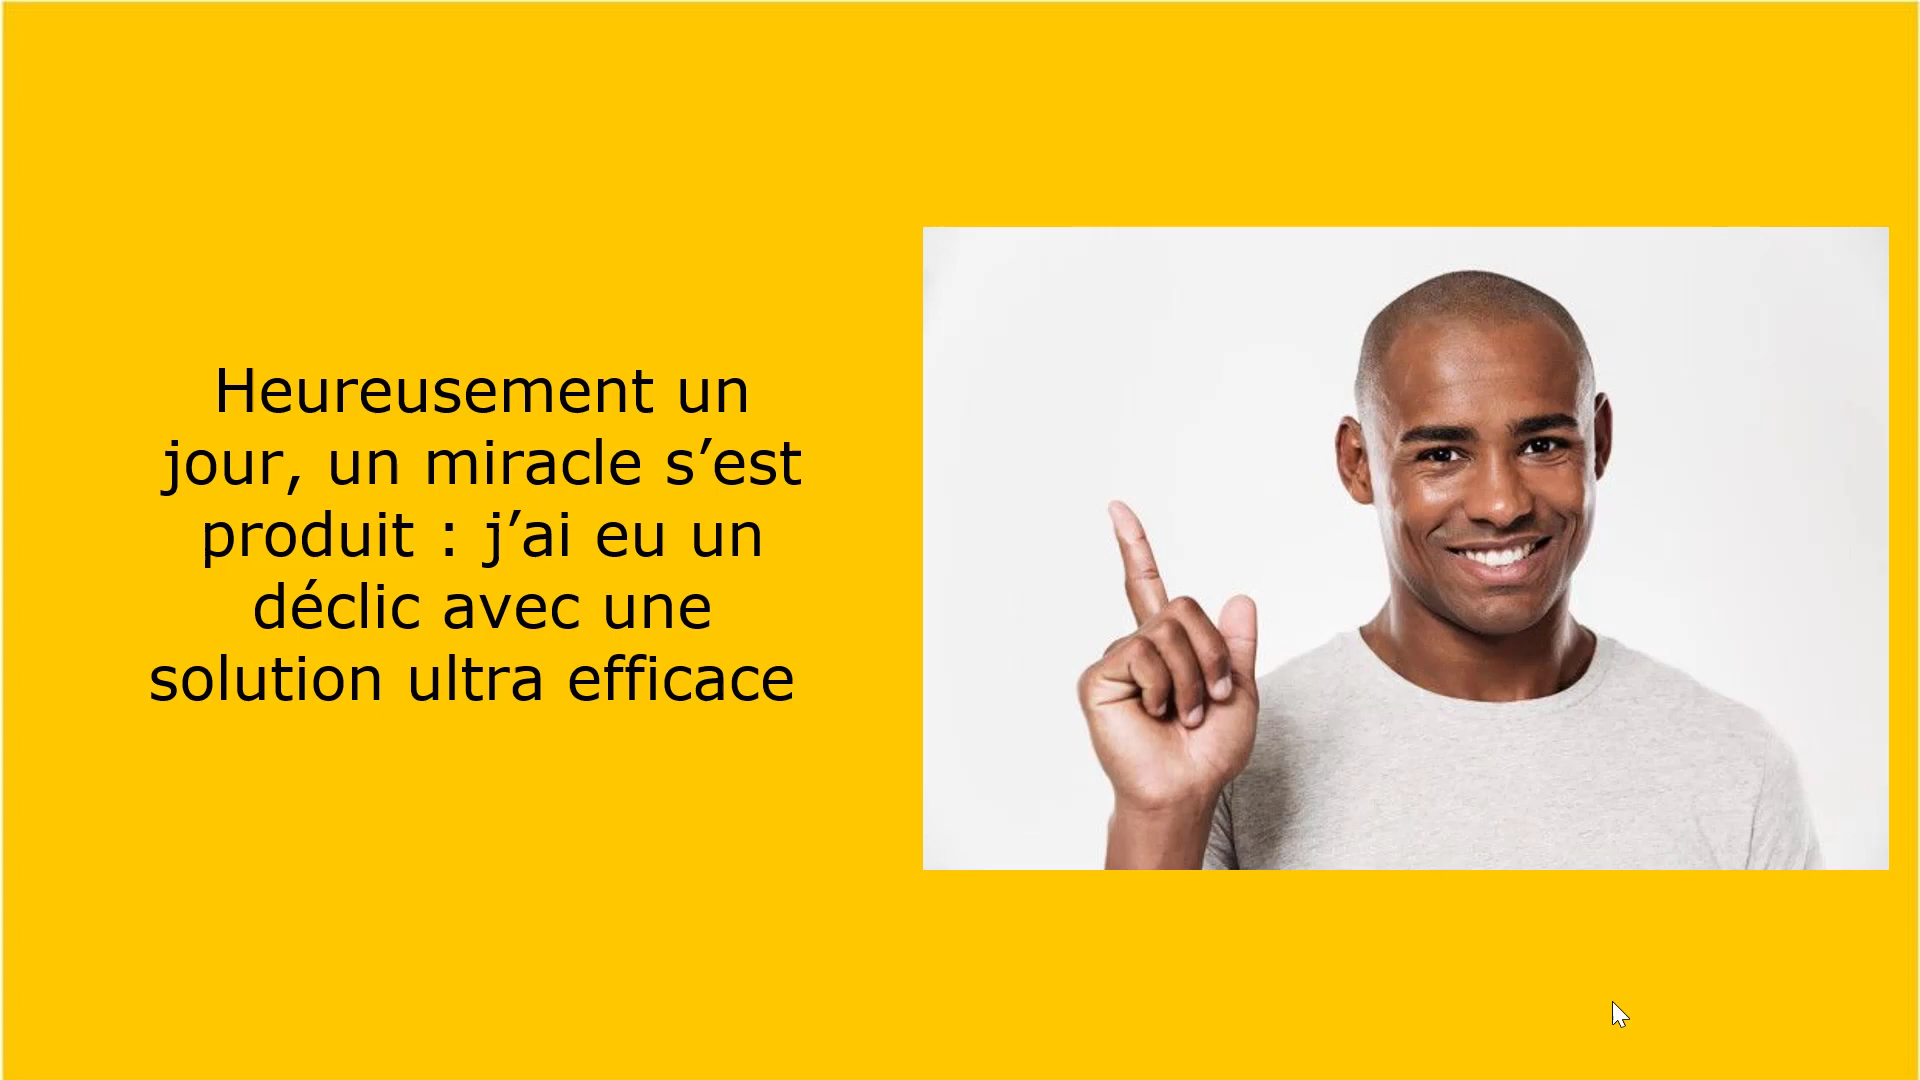 Heureusement un
jour, un miracle s’est
produit : j’ai eu un
déclic avec une
solution ultra efficace